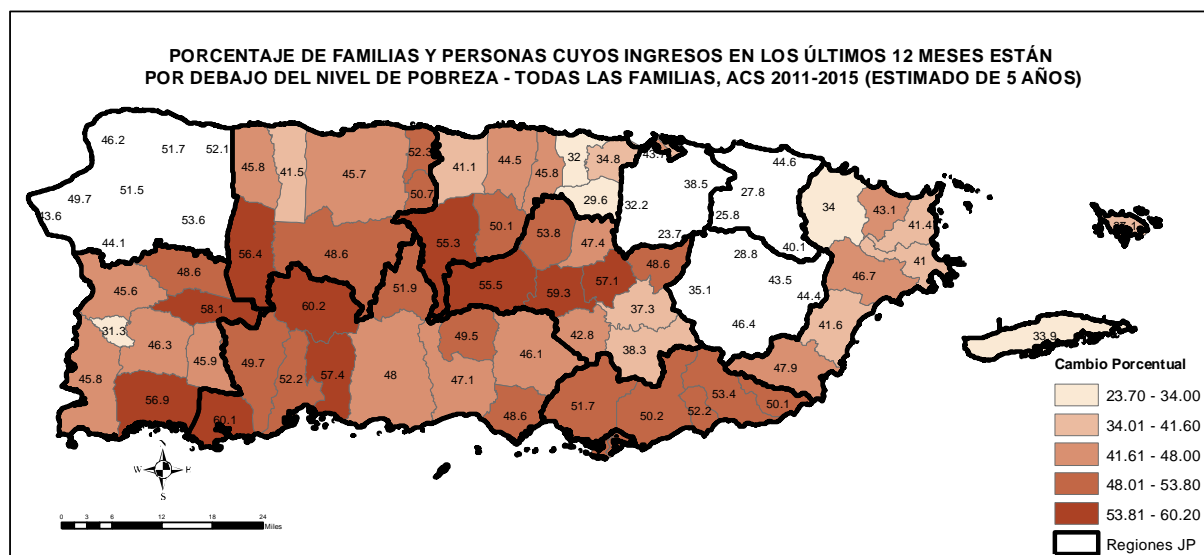 PORCENTAJE DE FAMILIAS Y PERSONAS CUYOS INGRESOS EN LOS ÚLTIMOS 12 MESES ESTÁN
POR DEBAJO DEL NIVEL DE POBREZA - TODAS LAS FAMILIAS, ACS 2011-2015 (ESTIMADO DE 5 AÑOS)
46.2 51.7 52.1 45.8 41.5 45.7 52.3 41.1 44.5 45.8 32 34.8 44.6
49.7 51.5 50.7 29.6 38.5 27.8 34 43.1
43.6 53.6 32.2 25.8 41.4
44.1 56.4 48.6 55.3 50.1 53.8 47.4 23.7 28.8 40.1 41
45.6 48.6 51.9 55.5 59.3 57.1 48.6 35.1 43.5 46.7
58.1 60.2 37.3 44.4
31.3 46.3 45.9 49.7 52.2 57.4 48 49.5 46.1 42.8 38.3 46.4 41.6 33.9
45.8 47.1 47.9
56.9 60.1 48.6 51.7 50.2 52.2 53.4 50.1
Cambio Porcentual
23.70 - 34.00
34.01 - 41.60
41.61 - 48.00
48.01 - 53.80
53.81 - 60.20
Regiones JP
N
W E
S
0 3 6 12 18 24
Miles